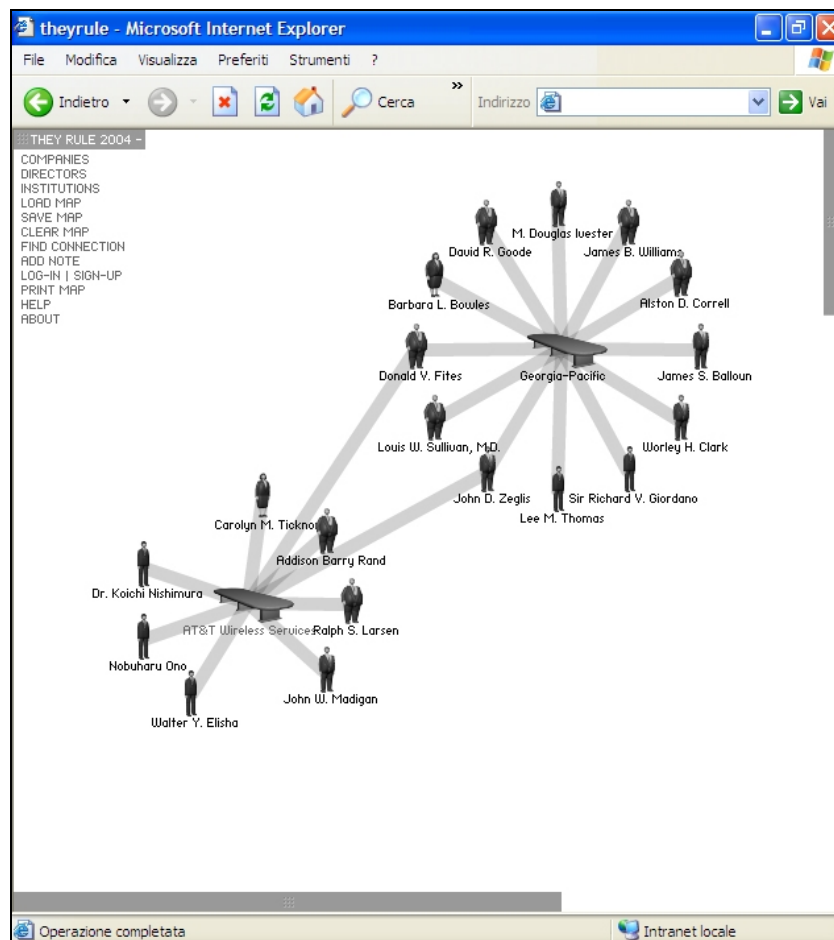 theyrule - Microsoft Internet Explorer
File Modifica Visualizza Preferiti Strumenti ?
Indietro Cerca » Indirizzo Vai
THEY RULE 2004 -
COMPANIES
DIRECTORS
INSTITUTIONS
LOAD MAP
SAVE MAP
CLEAR MAP
FIND CONNECTION
ADD NOTE
LOG-IN | SIGN-UP
PRINT MAP
HELP
ABOUT
M. Douglas Ivester
David R. Goode
James B. Williams
Barbara L. Bowles
Alston D. Correll
Donald V. Fites
Georgia-Pacific
James S. Balloun
Louis W. Sullivan, M.D.
Worley H. Clark
John D. Zeglis
Sir Richard V. Giordano
Lee M. Thomas
Carolyn M. Ticknor
Addison Barry Rand
Dr. Koichi Nishimura
AT&T Wireless Services
Ralph S. Larsen
Nobuharu Ono
John W. Madigan
Walter Y. Elisha
Operazione completata
Intranet locale